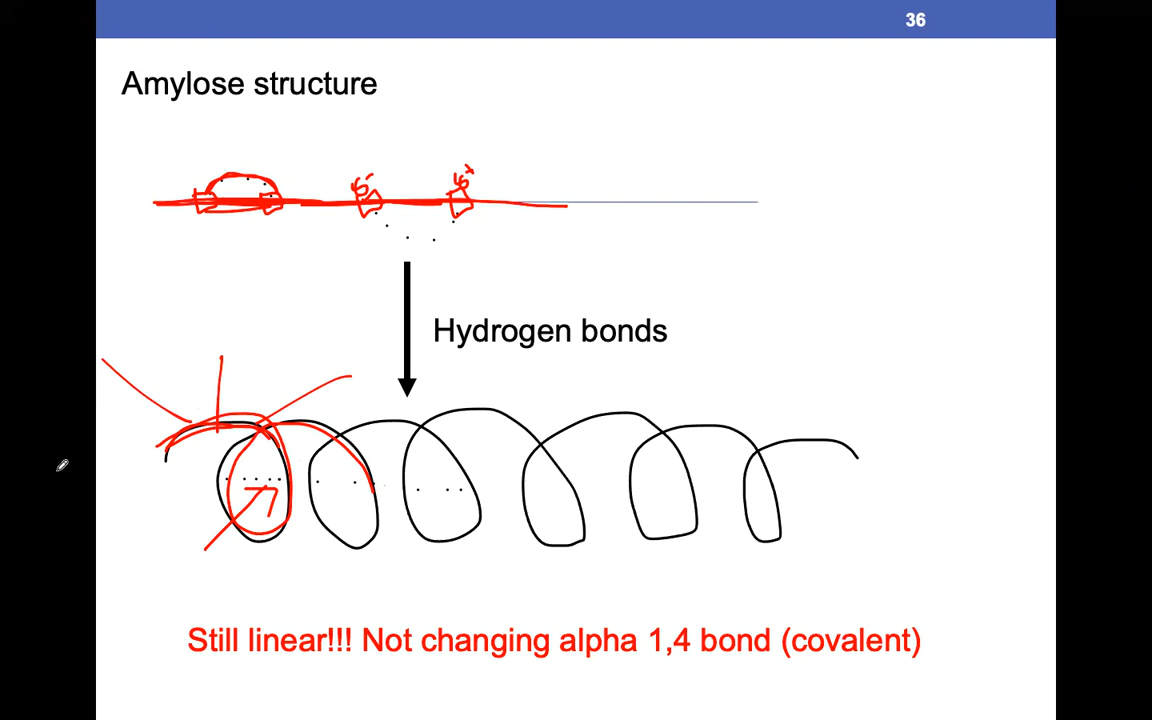 36
Amylose structure
δ- δ+
Hydrogen bonds
Still linear!!! Not changing alpha 1,4 bond (covalent)